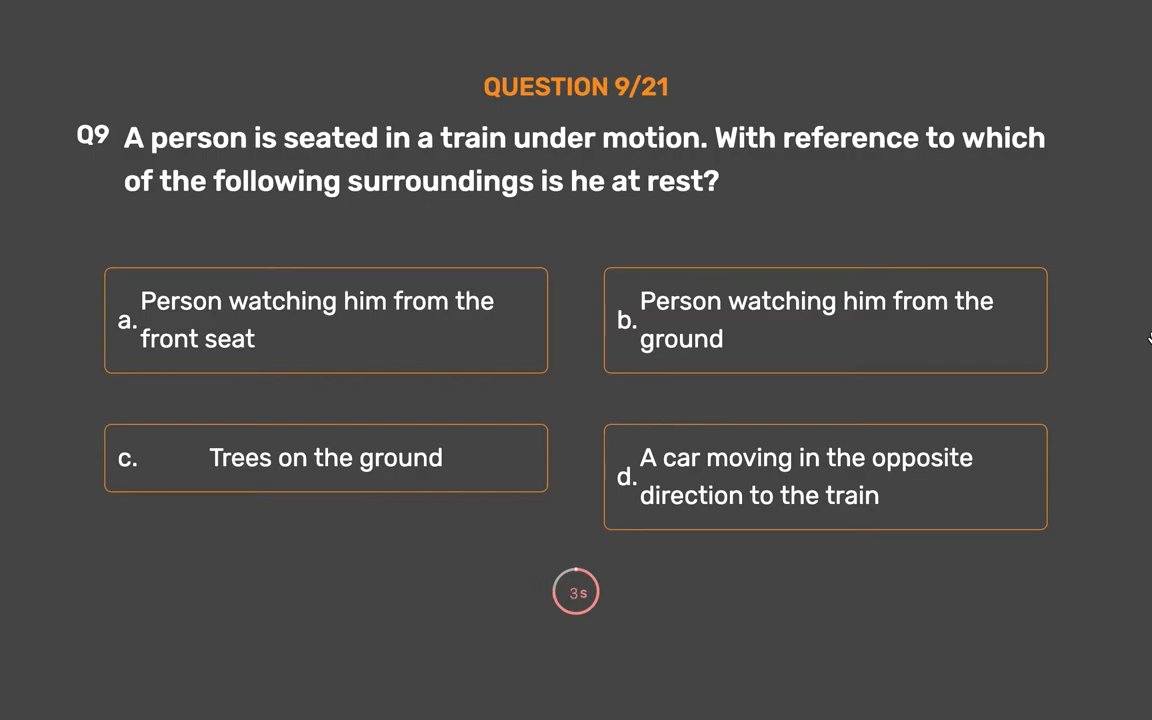 QUESTION 9/21
Q9 A person is seated in a train under motion. With reference to which
of the following surroundings is he at rest?
a. Person watching him from the
front seat
b. Person watching him from the
ground
c. Trees on the ground
d. A car moving in the opposite
direction to the train
3s